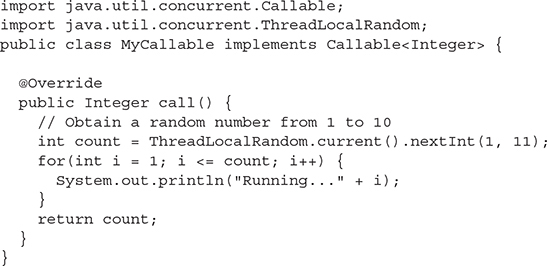 import java.util.concurrent.Callable;
import java.util.concurrent.ThreadLocalRandom;
public class MyCallable implements Callable<Integer> {
  @Override
  public Integer call() {
    // Obtain a random number from 1 to 10
    int count = ThreadLocalRandom.current().nextInt(1, 11);
    for(int i = 1; i <= count; i++) {
      System.out.println("Running..." + i);
    }
    return count;
  }
}